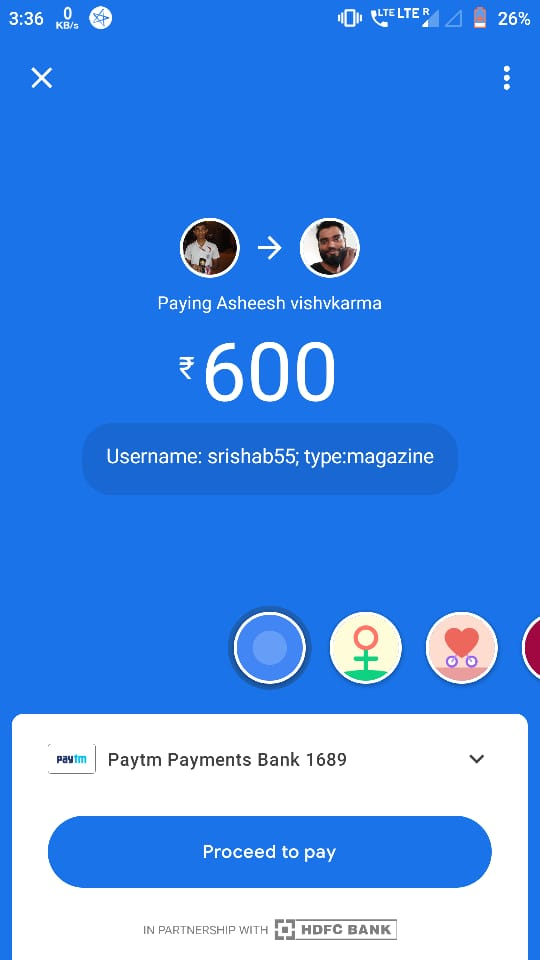 3:36 0 KB/s LTE LTE R 26%
Paying Asheesh vishvkarma
₹600
Username: srishab55; type:magazine
paytm Paytm Payments Bank 1689
Proceed to pay
IN PARTNERSHIP WITH HDFC BANK